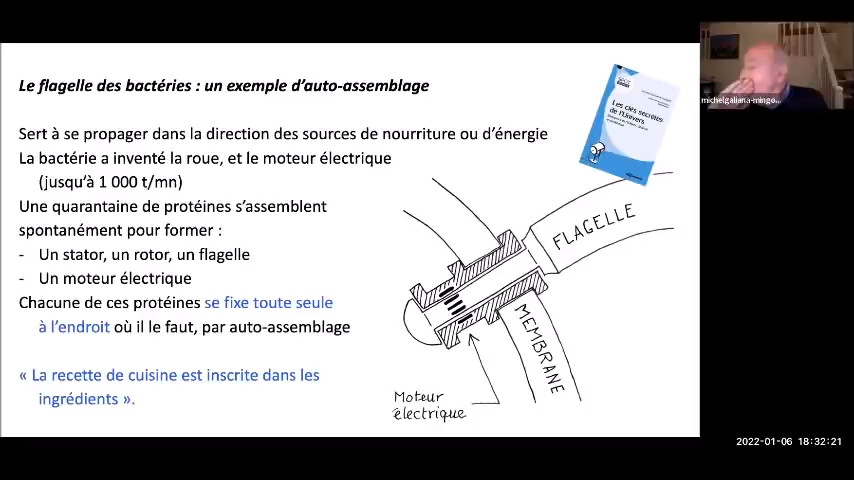 Le flagelle des bactéries : un exemple d'auto-assemblage
Sert à se propager dans la direction des sources de nourriture ou d'énergie
La bactérie a inventé la roue, et le moteur électrique
(jusqu'à 1 000 t/mn)
Une quarantaine de protéines s'assemblent
spontanément pour former :
- Un stator, un rotor, un flagelle
- Un moteur électrique
Chacune de ces protéines se fixe toute seule
à l'endroit où il le faut, par auto-assemblage
« La recette de cuisine est inscrite dans les
ingrédients ».
Les clés secrètes
de l'Univers
FLAGELLE
MEMBRANE
Moteur
électrique
michelgaliana-mingo...
2022-01-06 18:32:21